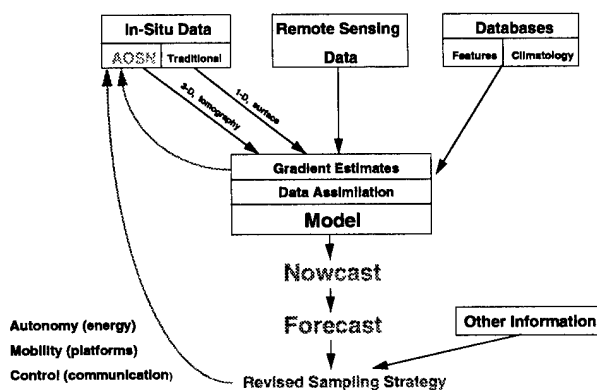 In-Situ Data
AOSN Traditional
Remote Sensing
Data
Databases
Features Climatology
3-D, tomography
1-D, surface
Gradient Estimates
Data Assimilation
Model
Nowcast
Forecast
Other Information
Autonomy (energy)
Mobility (platforms)
Control (communication)
Revised Sampling Strategy